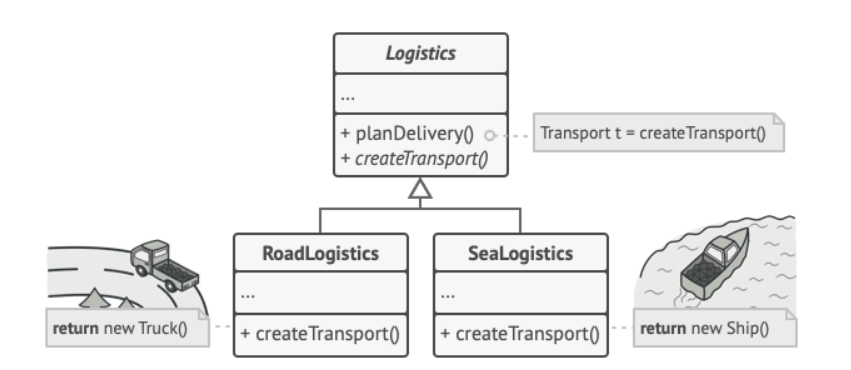 Logistics
...
+ planDelivery()
Transport t = createTransport()
+ createTransport()
RoadLogistics
...
+ createTransport()
return new Truck()
SeaLogistics
...
+ createTransport()
return new Ship()